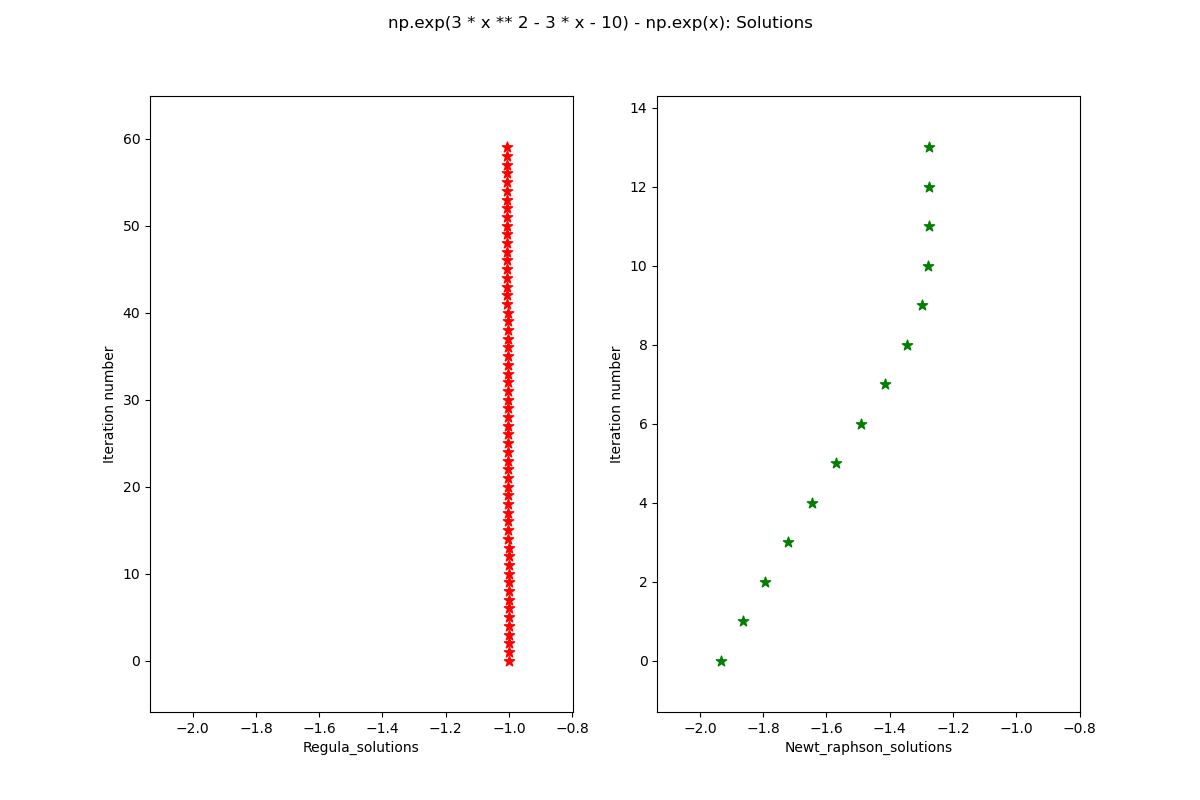 np.exp(3 * x ** 2 - 3 * x - 10) - np.exp(x): Solutions
60
50
40
30
20
10
0
Iteration number
−2.0 −1.8 −1.6 −1.4 −1.2 −1.0 −0.8
Regula_solutions
14
12
10
8
6
4
2
0
Iteration number
−2.0 −1.8 −1.6 −1.4 −1.2 −1.0 −0.8
Newt_raphson_solutions